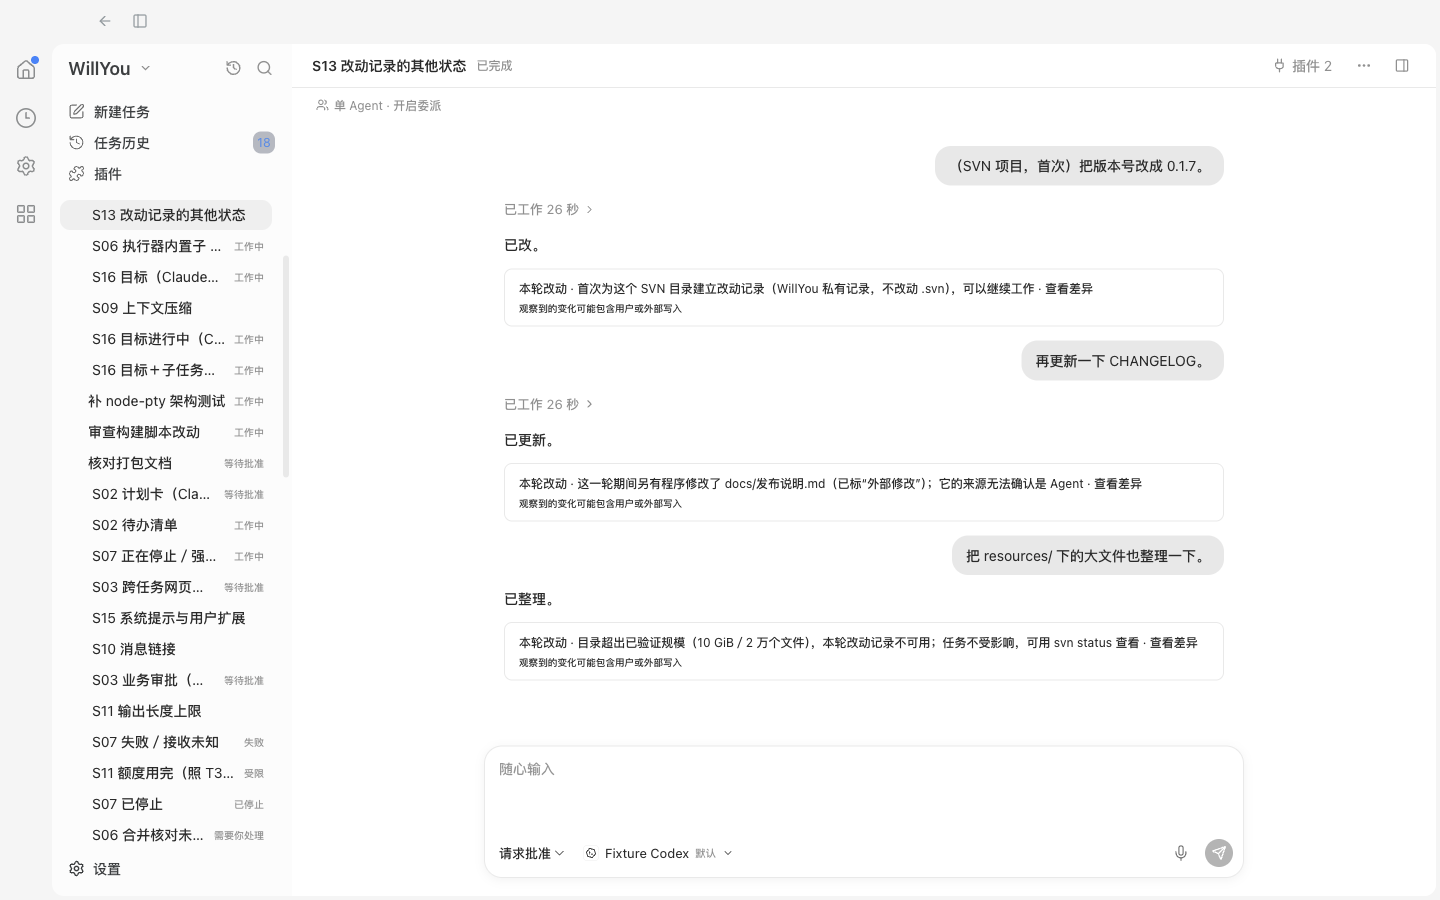 WillYou
新建任务
任务历史 18
插件
S13 改动记录的其他状态
S06 执行器内置子 ... 工作中
S16 目标（Claude... 工作中
S09 上下文压缩
S16 目标进行中（C... 工作中
S16 目标＋子任务... 工作中
补 node-pty 架构测试 工作中
审查构建脚本改动 工作中
核对打包文档 等待批准
S02 计划卡（Cla... 等待批准
S02 待办清单 工作中
S07 正在停止 / 强... 工作中
S03 跨任务网页... 等待批准
S15 系统提示与用户扩展
S10 消息链接
S03 业务审批（... 等待批准
S11 输出长度上限
S07 失败 / 接收未知 失败
S11 额度用完（照 T3... 受限
S07 已停止 已停止
S06 合并核对未... 需要你处理
设置
S13 改动记录的其他状态 已完成
插件 2
单 Agent · 开启委派
（SVN 项目，首次）把版本号改成 0.1.7。
已工作 26 秒
已改。
本轮改动 · 首次为这个 SVN 目录建立改动记录（WillYou 私有记录，不改动 .svn），可以继续工作 · 查看差异
观察到的变化可能包含用户或外部写入
再更新一下 CHANGELOG。
已工作 26 秒
已更新。
本轮改动 · 这一轮期间另有程序修改了 docs/发布说明.md（已标“外部修改”）；它的来源无法确认是 Agent · 查看差异
观察到的变化可能包含用户或外部写入
把 resources/ 下的大文件也整理一下。
已整理。
本轮改动 · 目录超出已验证规模（10 GiB / 2 万个文件），本轮改动记录不可用；任务不受影响，可用 svn status 查看 · 查看差异
观察到的变化可能包含用户或外部写入
随心输入
请求批准
Fixture Codex 默认